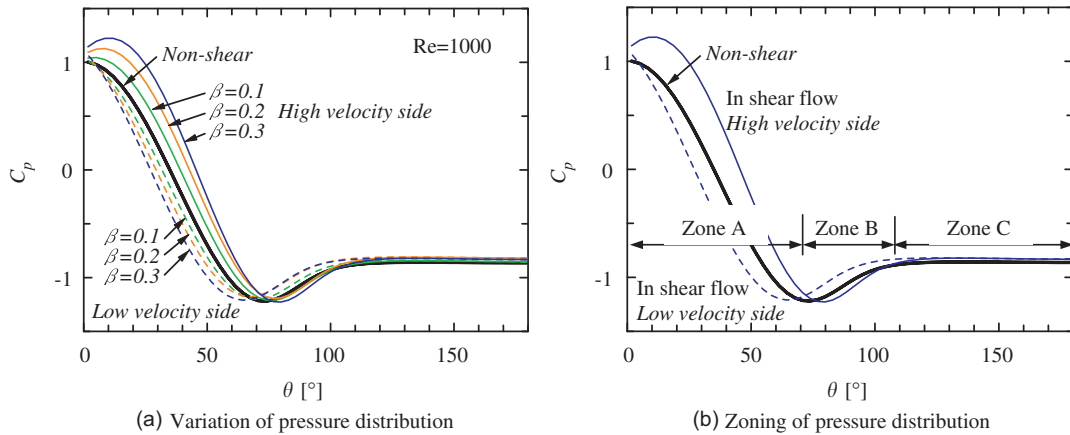 Re=1000
Non-shear
β=0.1
β=0.2
β=0.3
High velocity side
β=0.1
β=0.2
β=0.3
Low velocity side
1
0
-1
C_p
0
50
100
150
θ [°]
(a) Variation of pressure distribution
Non-shear
In shear flow
High velocity side
Zone A
Zone B
Zone C
In shear flow
Low velocity side
1
0
-1
C_p
0
50
100
150
θ [°]
(b) Zoning of pressure distribution